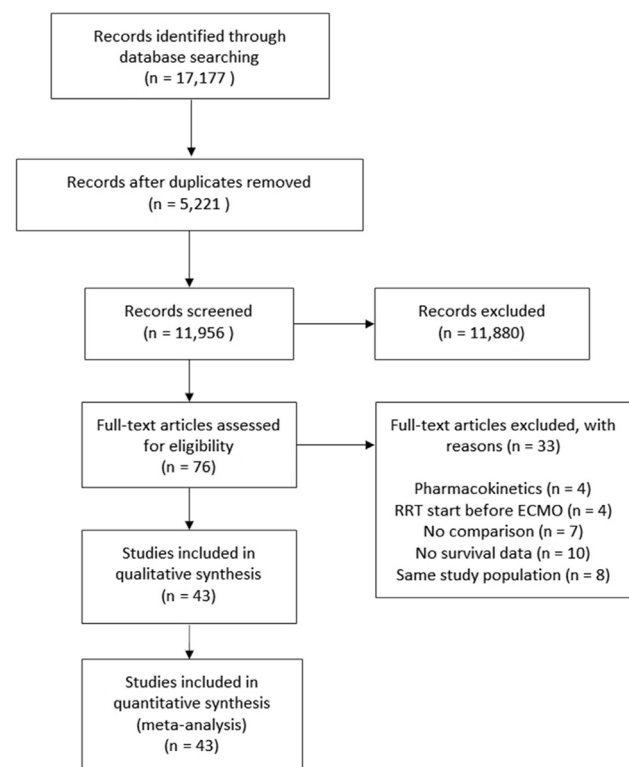 Records identified through
database searching
(n = 17,177 )
Records after duplicates removed
(n = 5,221 )
Records screened
(n = 11,956 )
Records excluded
(n = 11,880)
Full-text articles assessed
for eligibility
(n = 76)
Full-text articles excluded, with
reasons (n = 33)
Pharmacokinetics (n = 4)
RRT start before ECMO (n = 4)
No comparison (n = 7)
No survival data (n = 10)
Same study population (n = 8)
Studies included in
qualitative synthesis
(n = 43)
Studies included in
quantitative synthesis
(meta-analysis)
(n = 43)